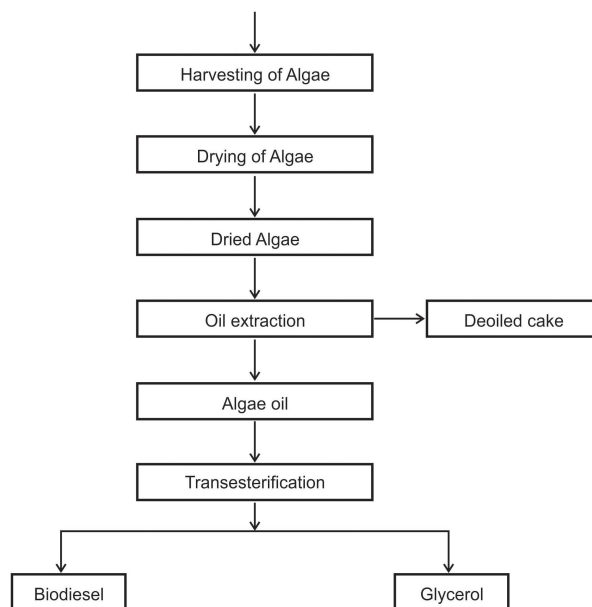 Harvesting of Algae
Drying of Algae
Dried Algae
Oil extraction
Deoiled cake
Algae oil
Transesterification
Biodiesel
Glycerol